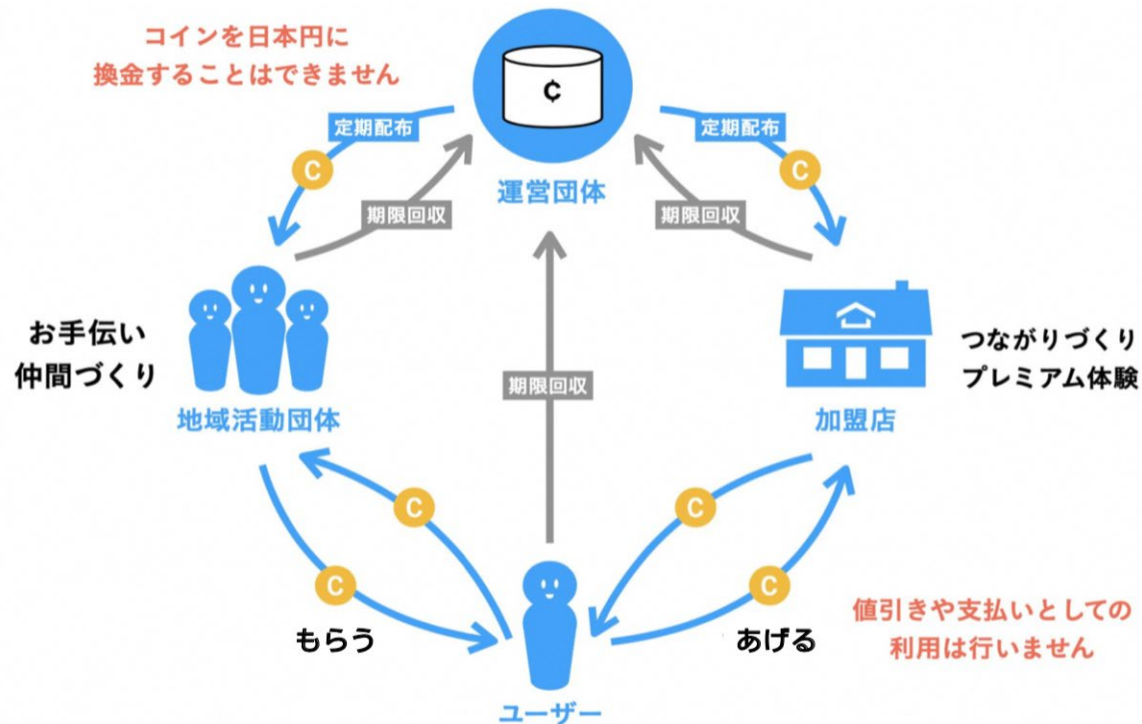 コインを日本円に
換金することはできません
¢
定期配布
定期配布
C
C
運営団体
期限回収
期限回収
お手伝い
仲間づくり
つながりづくり
プレミアム体験
期限回収
地域活動団体
加盟店
C
C
C
C
もらう
あげる
値引きや支払いとしての
利用は行いません
ユーザー